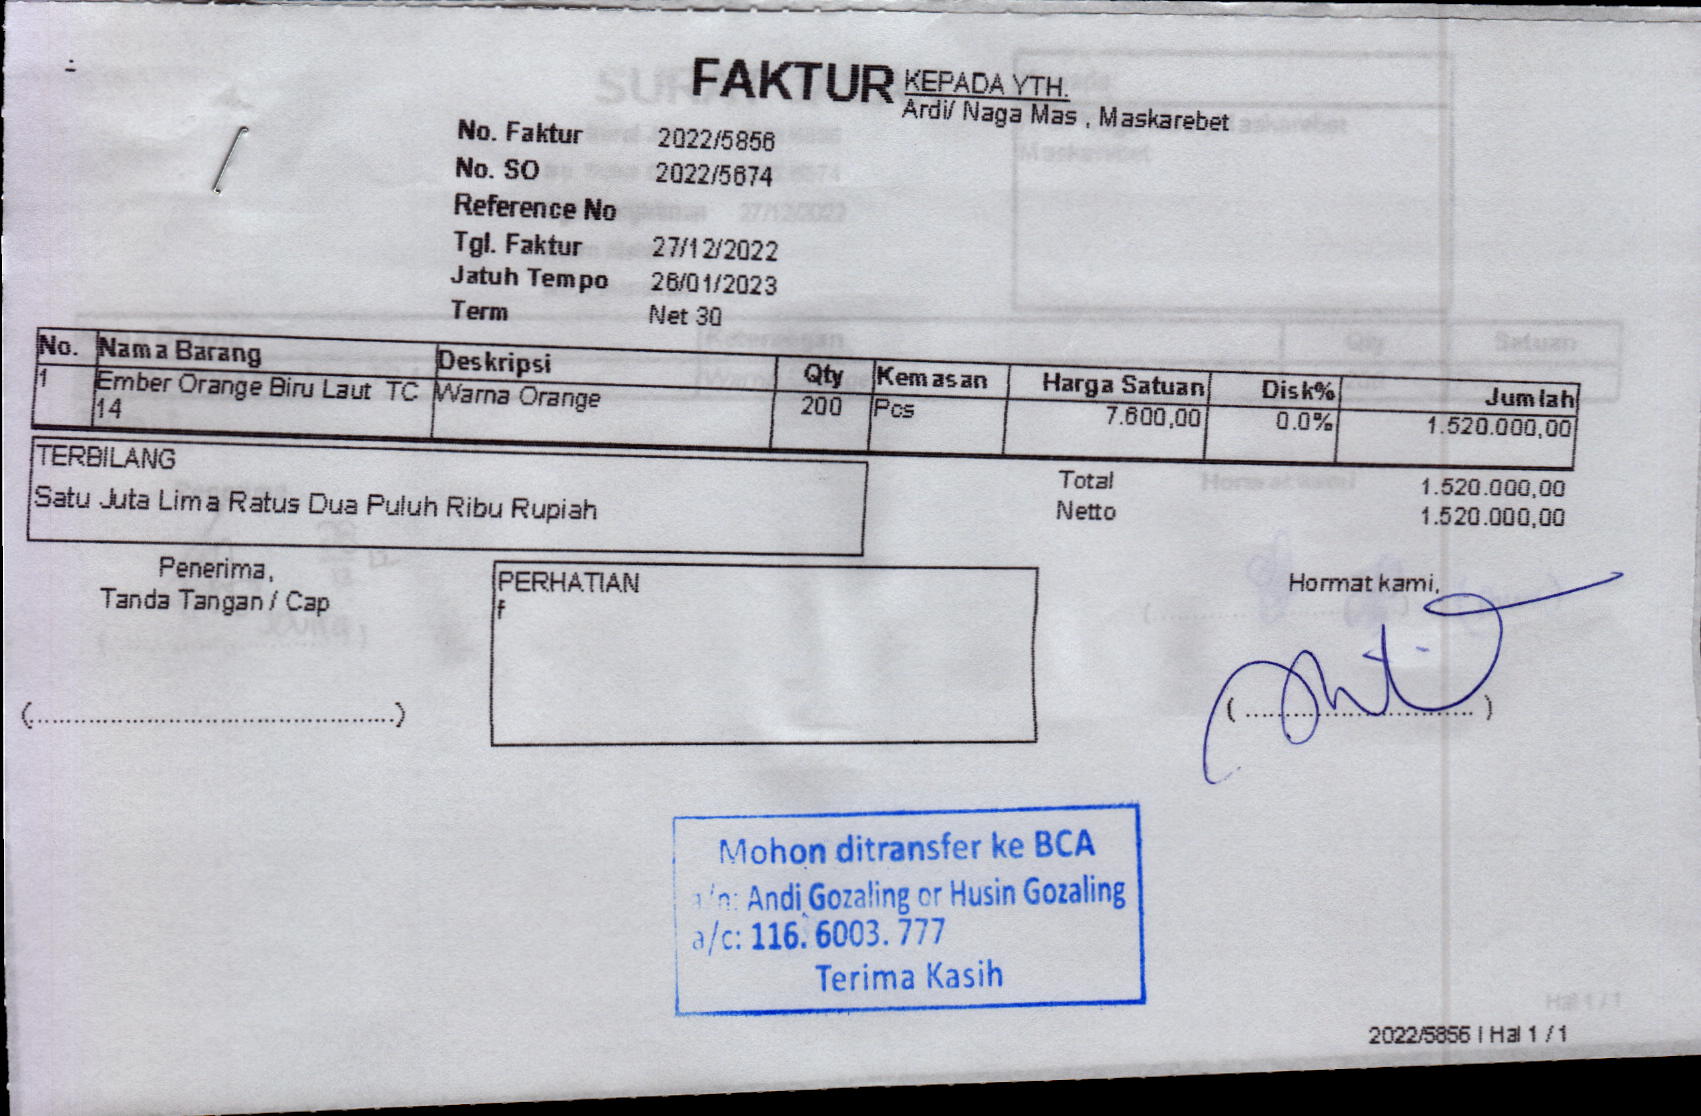 FAKTUR
KEPADA YTH.
Ardi/ Naga Mas , Maskarebet
No. Faktur 2022/5856
No. SO 2022/5674
Reference No
Tgl. Faktur 27/12/2022
Jatuh Tempo 26/01/2023
Term Net 30
No. Nama Barang Deskripsi Qty Kemasan Harga Satuan Disk% Jumlah
1 Ember Orange Biru Laut TC Warna Orange 200 Pcs 7.600,00 0.0% 1.520.000,00
14
TERBILANG
Satu Juta Lima Ratus Dua Puluh Ribu Rupiah
Total 1.520.000,00
Netto 1.520.000,00
Penerima,
Tanda Tangan / Cap
(..............................................)
PERHATIAN
f
Hormat kami,
( ............................. )
Mohon ditransfer ke BCA
a/n: Andi Gozaling or Husin Gozaling
a/c: 116. 6003. 777
Terima Kasih
2022/5856 | Hal 1 / 1